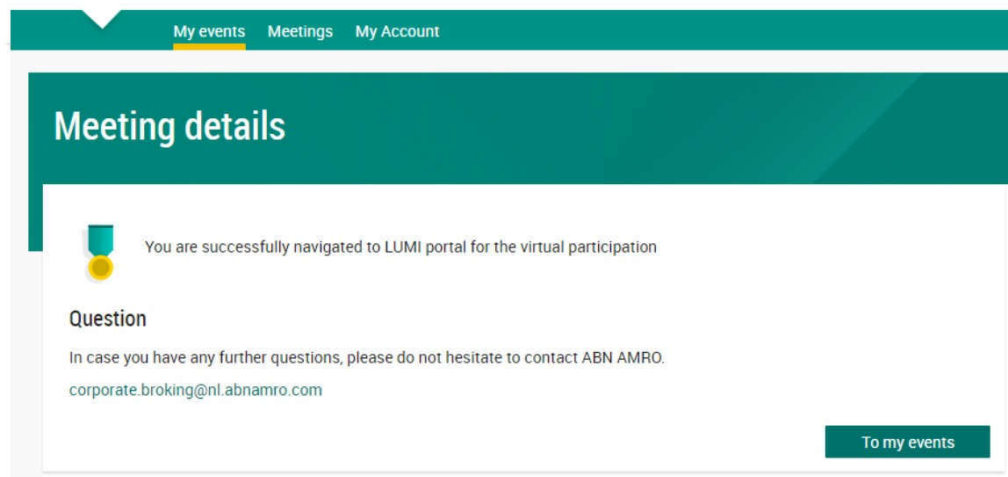 My events Meetings My Account
Meeting details
You are successfully navigated to LUMI portal for the virtual participation
Question
In case you have any further questions, please do not hesitate to contact ABN AMRO.
corporate.broking@nl.abnamro.com
To my events